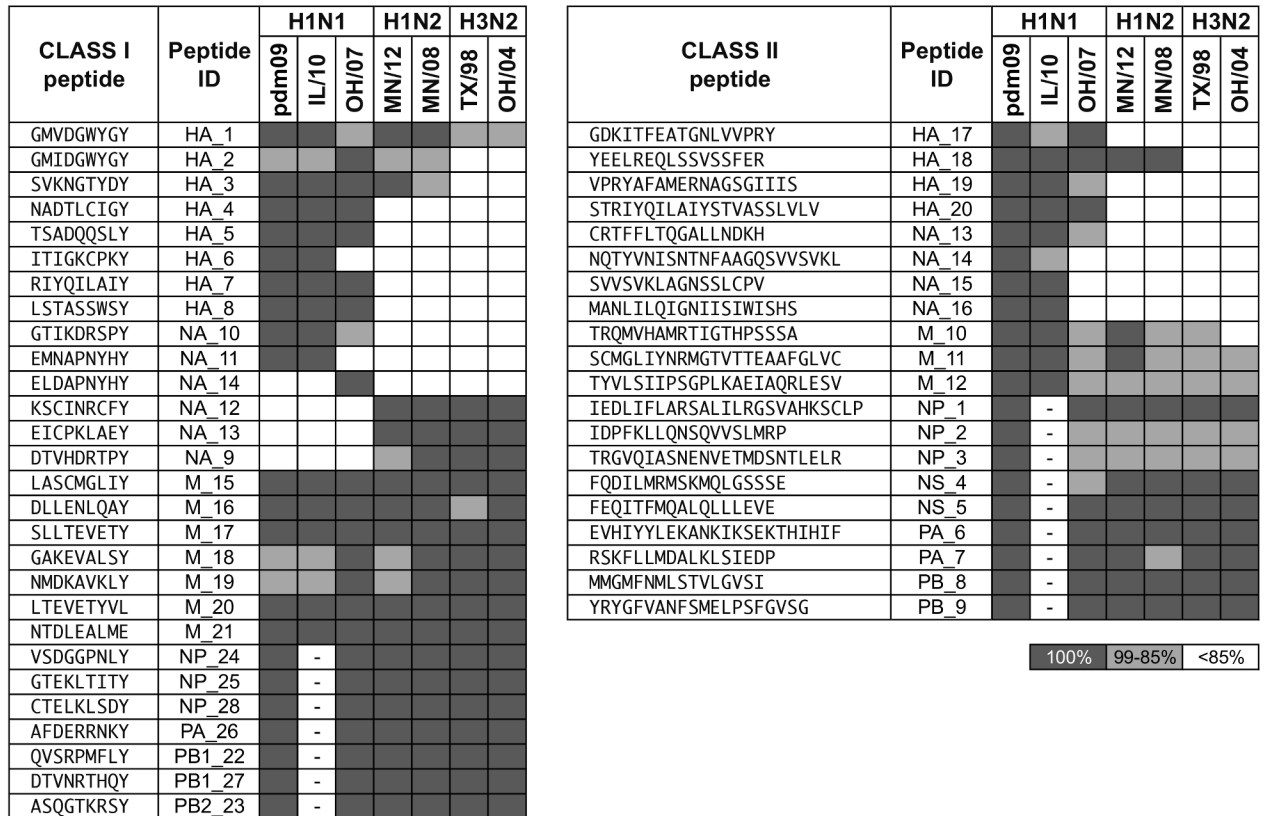 H1N1 H1N2 H3N2
CLASS I peptide Peptide ID pdm09 IL/10 OH/07 MN/12 MN/08 TX/98 OH/04
GMVDGWYGY HA_1
GMIDGWYGY HA_2
SVKNGTYDY HA_3
NADTLCIGY HA_4
TSADQQSLY HA_5
ITIGKCPKY HA_6
RIYQILAIY HA_7
LSTASSWSY HA_8
GTIKDRSPY NA_10
EMNAPNYHY NA_11
ELDAPNYHY NA_14
KSCINRCFY NA_12
EICPKLAEY NA_13
DTVHDRTPY NA_9
LASCMGLIY M_15
DLLENLQAY M_16
SLLTEVETY M_17
GAKEVALSY M_18
NMDKAVKLY M_19
LTEVETYVL M_20
NTDLEALME M_21
VSDGGPNLY NP_24 -
GTEKLTITY NP_25 -
CTELKLSDY NP_28 -
AFDERRNKY PA_26 -
QVSRPMFLY PB1_22 -
DTVNRTHQY PB1_27 -
ASQGTKRSY PB2_23 -
H1N1 H1N2 H3N2
CLASS II peptide Peptide ID pdm09 IL/10 OH/07 MN/12 MN/08 TX/98 OH/04
GDKITFEATGNLVVPRY HA_17
YEELREQLSSVSSFER HA_18
VPRYAFAMERNAGSGIIIS HA_19
STRIYQILAIYSTVASSLVLV HA_20
CRTFFLTQGALLNDKH NA_13
NQTYVNISNTNFAAGQSVVSVKL NA_14
SVVSVKLAGNSSLCPV NA_15
MANLILQIGNIISIWISHS NA_16
TRQMVHAMRTIGTHPSSSA M_10
SCMGLIYNRMGTVTTEAAFGLVC M_11
TYVLSIIPSGPLKAEIAQRLESV M_12
IEDLIFLARSALILRGSVAHKSCLP NP_1 -
IDPFKLLQNSQVVSLMRP NP_2 -
TRGVQIASNENVETMDSNTLELR NP_3 -
FQDILMRMSKMQLGSSSE NS_4 -
FEQITFMQALQLLLEVE NS_5 -
EVHIYYLEKANKIKSEKTHIHIF PA_6 -
RSKFLLMDALKLSIEDP PA_7 -
MMGMFNMLSTVLGVSI PB_8 -
YRYGFVANFSMELPSFGVSG PB_9 -
100% 99-85% <85%